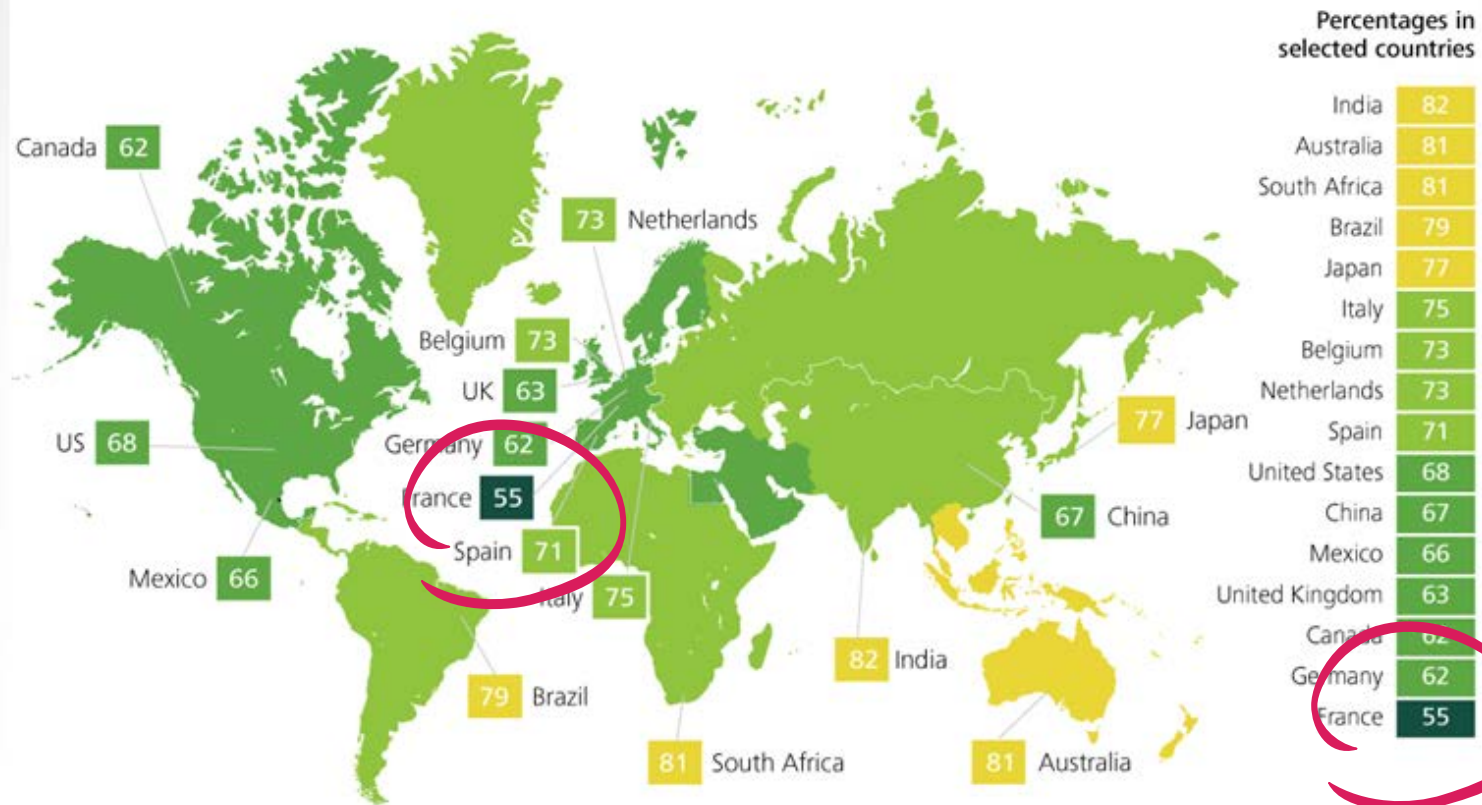 Percentages in
selected countries
India 82
Australia 81
South Africa 81
Brazil 79
Japan 77
Italy 75
Belgium 73
Netherlands 73
Spain 71
United States 68
China 67
Mexico 66
United Kingdom 63
Canada 62
Germany 62
France 55
Canada 62
73 Netherlands
Belgium 73
UK 63
77 Japan
US 68
Germany 62
France 55
67 China
Spain 71
Mexico 66
Italy 75
82 India
79 Brazil
81 South Africa
81 Australia